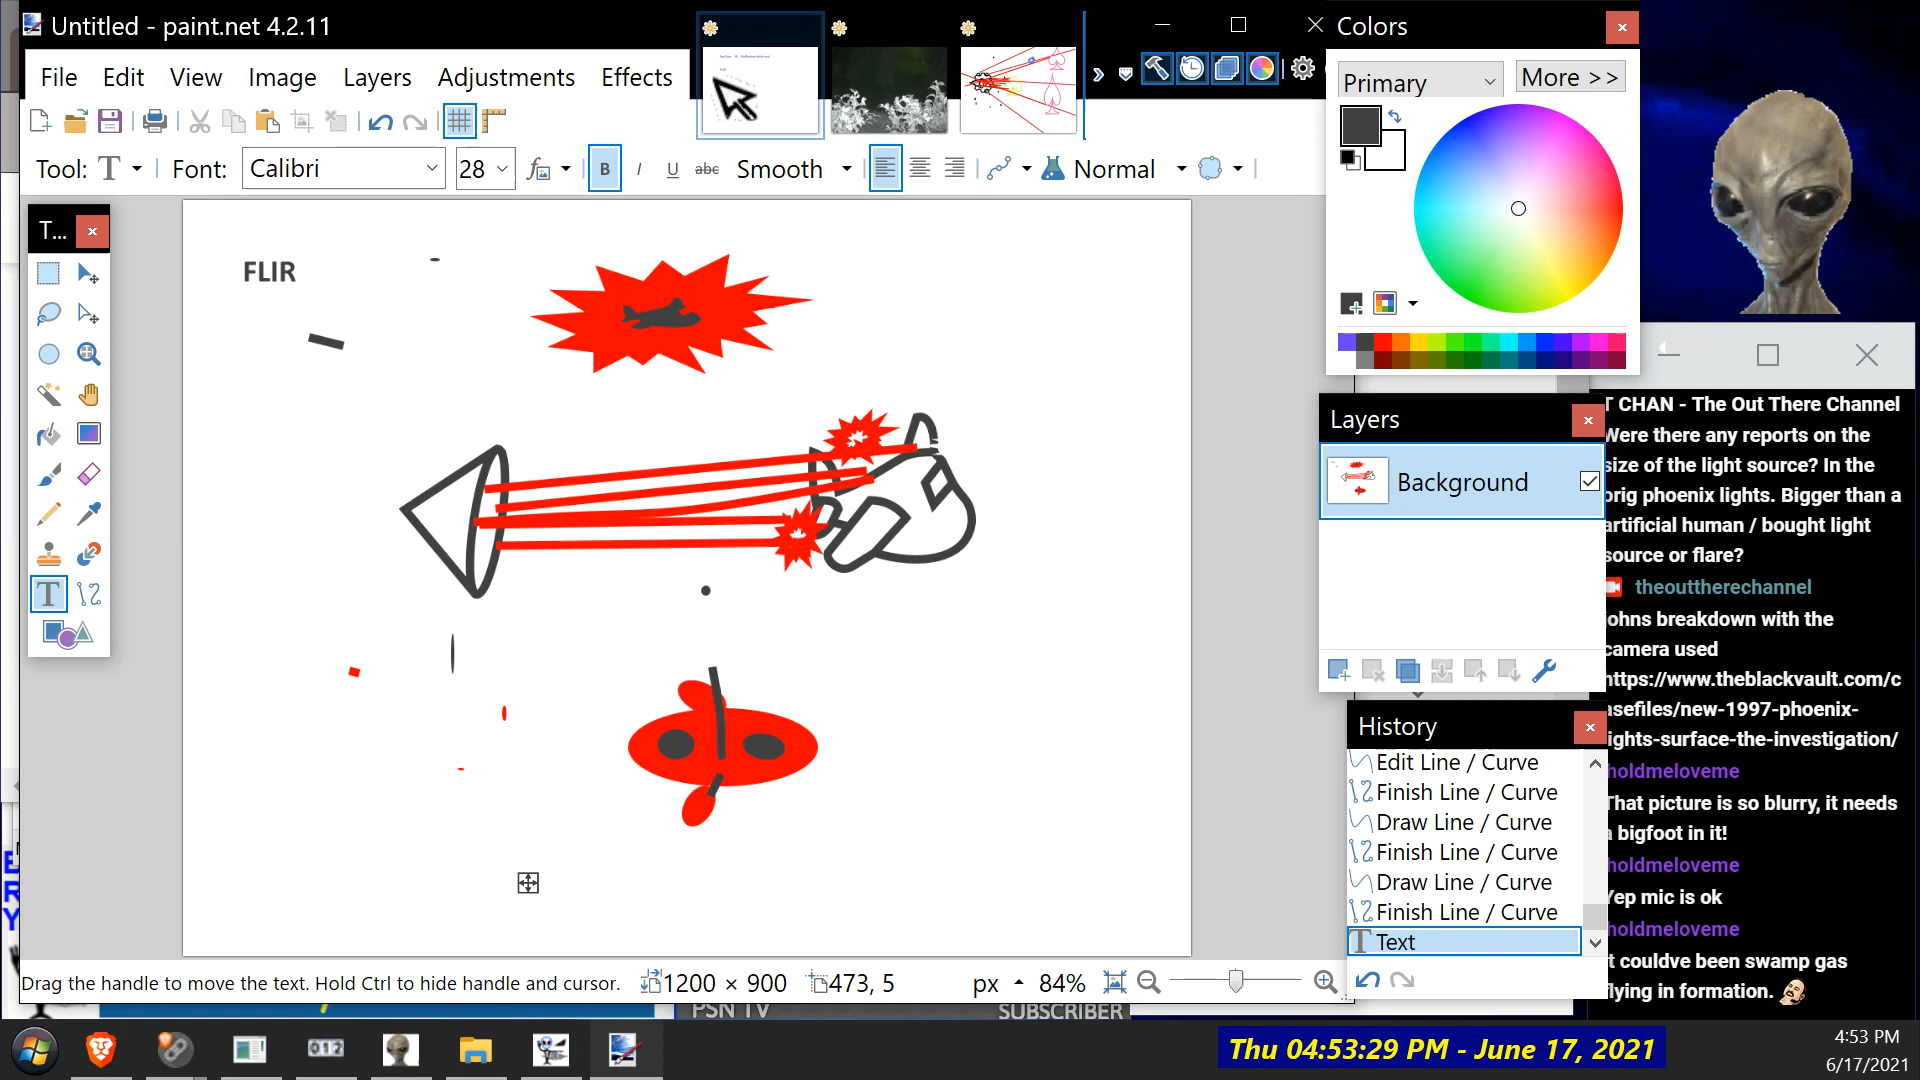 Untitled - paint.net 4.2.11
File Edit View Image Layers Adjustments Effects
Tool: T Font: Calibri 28 B I U abc Smooth Normal
T...
FLIR
Drag the handle to move the text. Hold Ctrl to hide handle and cursor. 1200 × 900 473, 5 px 84%
Colors
Primary More >>
Layers
Background
History
Edit Line / Curve
Finish Line / Curve
Draw Line / Curve
Finish Line / Curve
Draw Line / Curve
Finish Line / Curve
Text
T CHAN - The Out There Channel
Were there any reports on the
size of the light source? In the
orig phoenix lights. Bigger than a
artificial human / bought light
source or flare?
theouttherechannel
Johns breakdown with the
camera used
https://www.theblackvault.com/c
asefiles/new-1997-phoenix-
lights-surface-the-investigation/
holdmeloveme
That picture is so blurry, it needs
a bigfoot in it!
holdmeloveme
Yep mic is ok
holdmeloveme
It couldve been swamp gas
flying in formation.
PSN TV SUBSCRIBER
012
Thu 04:53:29 PM - June 17, 2021
4:53 PM
6/17/2021